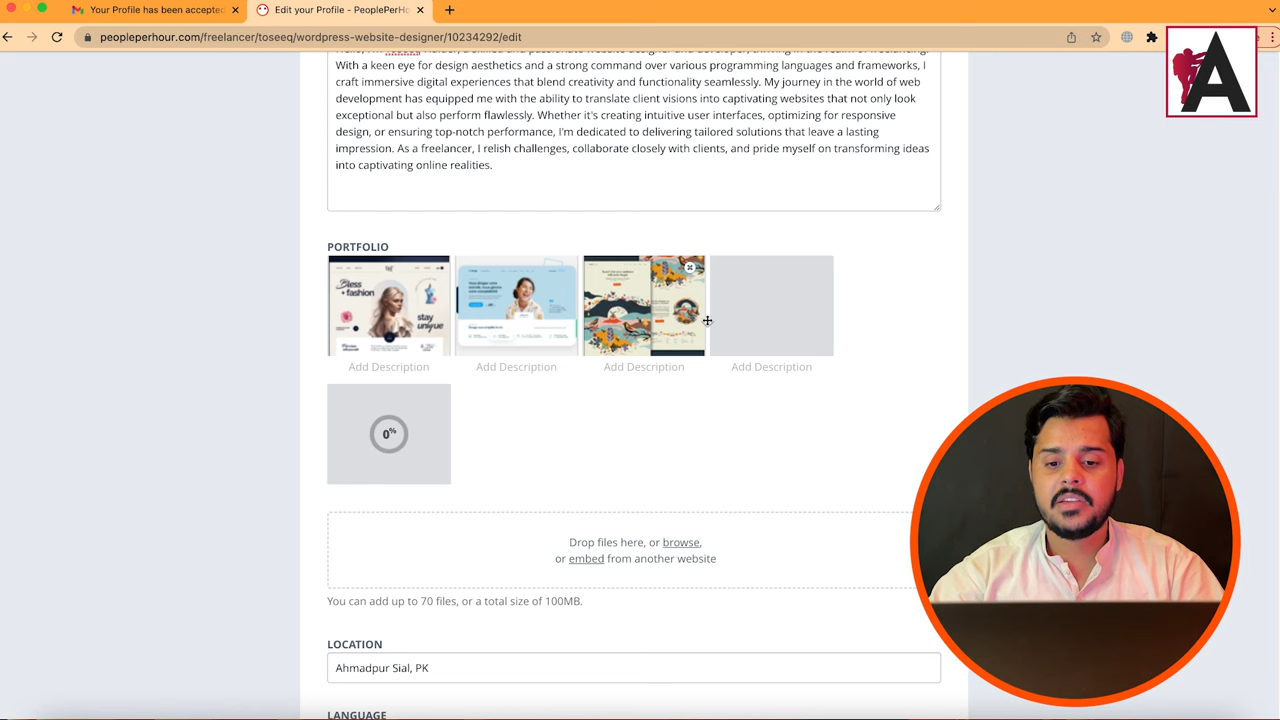 Your Profile has been accepted
Edit your Profile - PeoplePerHo
peopleperhour.com/freelancer/toseeq/wordpress-website-designer/10234292/edit
A
With a keen eye for design aesthetics and a strong command over various programming languages and frameworks, I
craft immersive digital experiences that blend creativity and functionality seamlessly. My journey in the world of web
development has equipped me with the ability to translate client visions into captivating websites that not only look
exceptional but also perform flawlessly. Whether it's creating intuitive user interfaces, optimizing for responsive
design, or ensuring top-notch performance, I'm dedicated to delivering tailored solutions that leave a lasting
impression. As a freelancer, I relish challenges, collaborate closely with clients, and pride myself on transforming ideas
into captivating online realities.
PORTFOLIO
fashion
stay
unique
Add Description Add Description Add Description Add Description
0%
Drop files here, or browse,
or embed from another website
You can add up to 70 files, or a total size of 100MB.
LOCATION
Ahmadpur Sial, PK
LANGUAGE